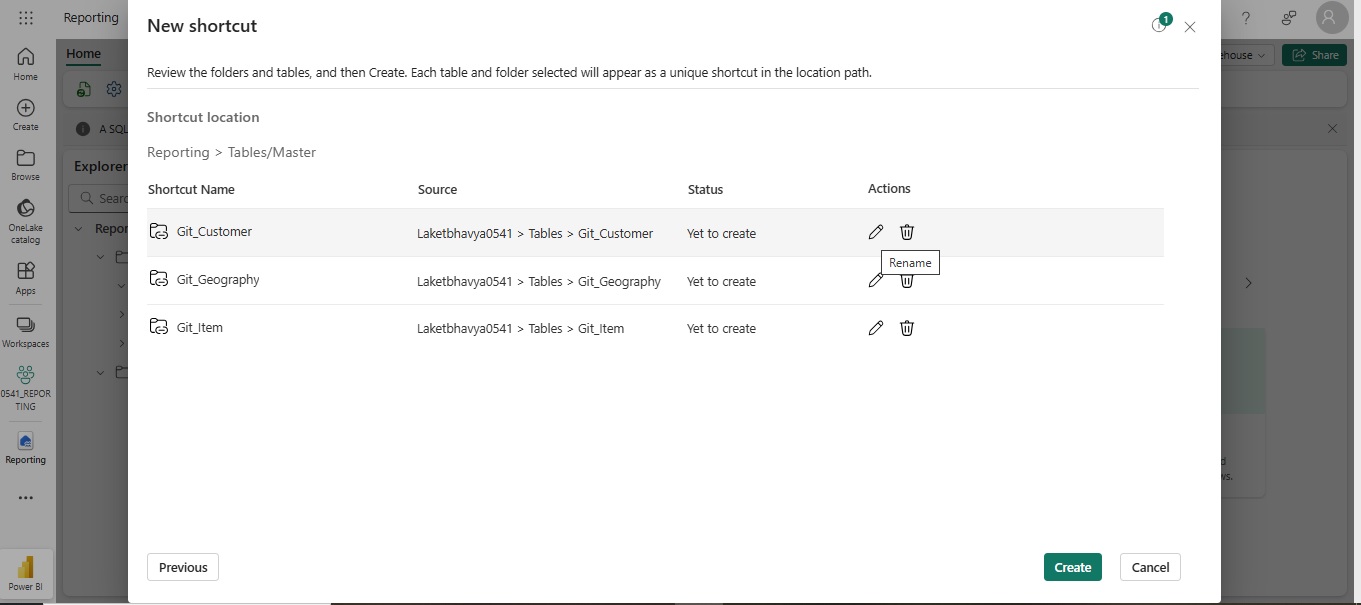 Reporting
New shortcut
1
?
Home
Create
Browse
OneLake
catalog
Apps
Workspaces
0541_REPOR
TING
Reporting
Power BI
Home
A SQL
Explorer
Searc
Repor
Share
Review the folders and tables, and then Create. Each table and folder selected will appear as a unique shortcut in the location path.
Shortcut location
Reporting > Tables/Master
Shortcut Name Source Status Actions
Git_Customer Laketbhavya0541 > Tables > Git_Customer Yet to create
Rename
Git_Geography Laketbhavya0541 > Tables > Git_Geography Yet to create
Git_Item Laketbhavya0541 > Tables > Git_Item Yet to create
Previous Create Cancel